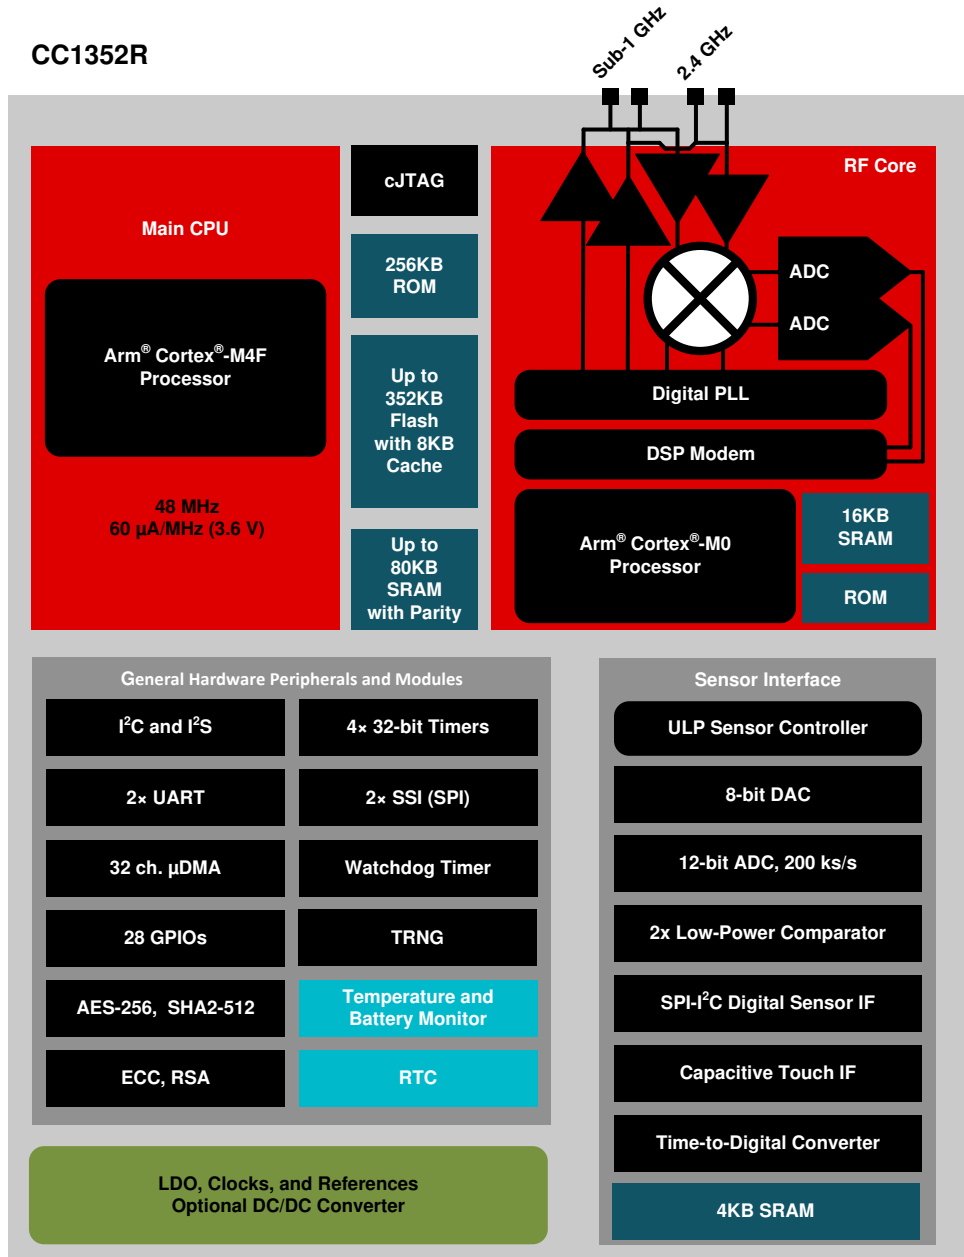 CC1352R
Sub-1 GHz
2.4 GHz
Main CPU
Arm® Cortex®-M4F
Processor
48 MHz
60 µA/MHz (3.6 V)
cJTAG
256KB
ROM
Up to
352KB
Flash
with 8KB
Cache
Up to
80KB
SRAM
with Parity
RF Core
ADC
ADC
Digital PLL
DSP Modem
Arm® Cortex®-M0
Processor
16KB
SRAM
ROM
General Hardware Peripherals and Modules
I²C and I²S
4× 32-bit Timers
2× UART
2× SSI (SPI)
32 ch. µDMA
Watchdog Timer
28 GPIOs
TRNG
AES-256, SHA2-512
Temperature and
Battery Monitor
ECC, RSA
RTC
LDO, Clocks, and References
Optional DC/DC Converter
Sensor Interface
ULP Sensor Controller
8-bit DAC
12-bit ADC, 200 ks/s
2x Low-Power Comparator
SPI-I²C Digital Sensor IF
Capacitive Touch IF
Time-to-Digital Converter
4KB SRAM